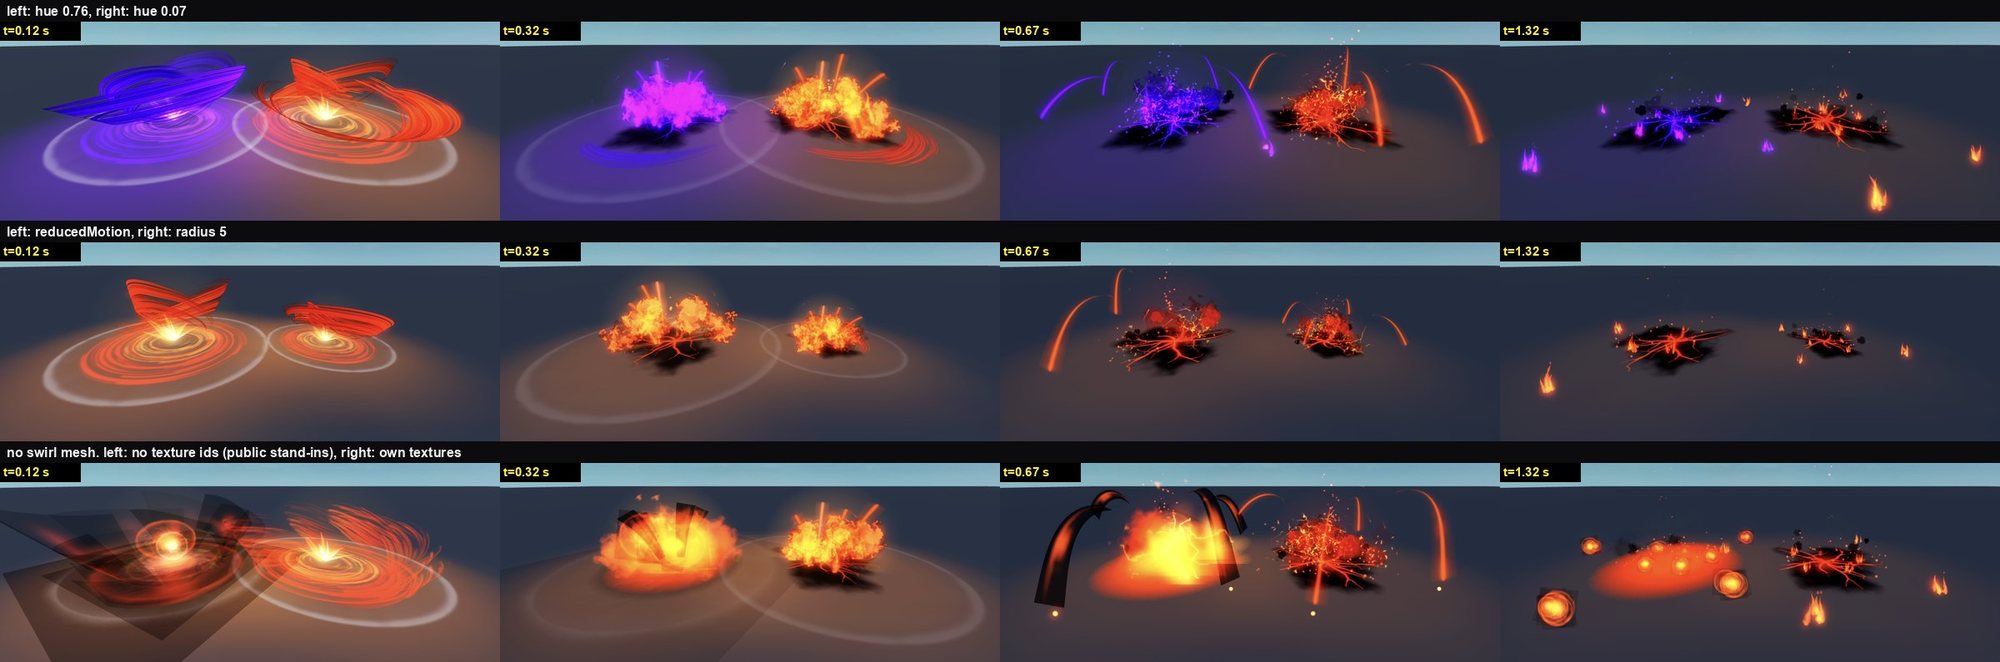 left: hue 0.76, right: hue 0.07
t=0.12 s
t=0.32 s
t=0.67 s
t=1.32 s
left: reducedMotion, right: radius 5
t=0.12 s
t=0.32 s
t=0.67 s
t=1.32 s
no swirl mesh. left: no texture ids (public stand-ins), right: own textures
t=0.12 s
t=0.32 s
t=0.67 s
t=1.32 s